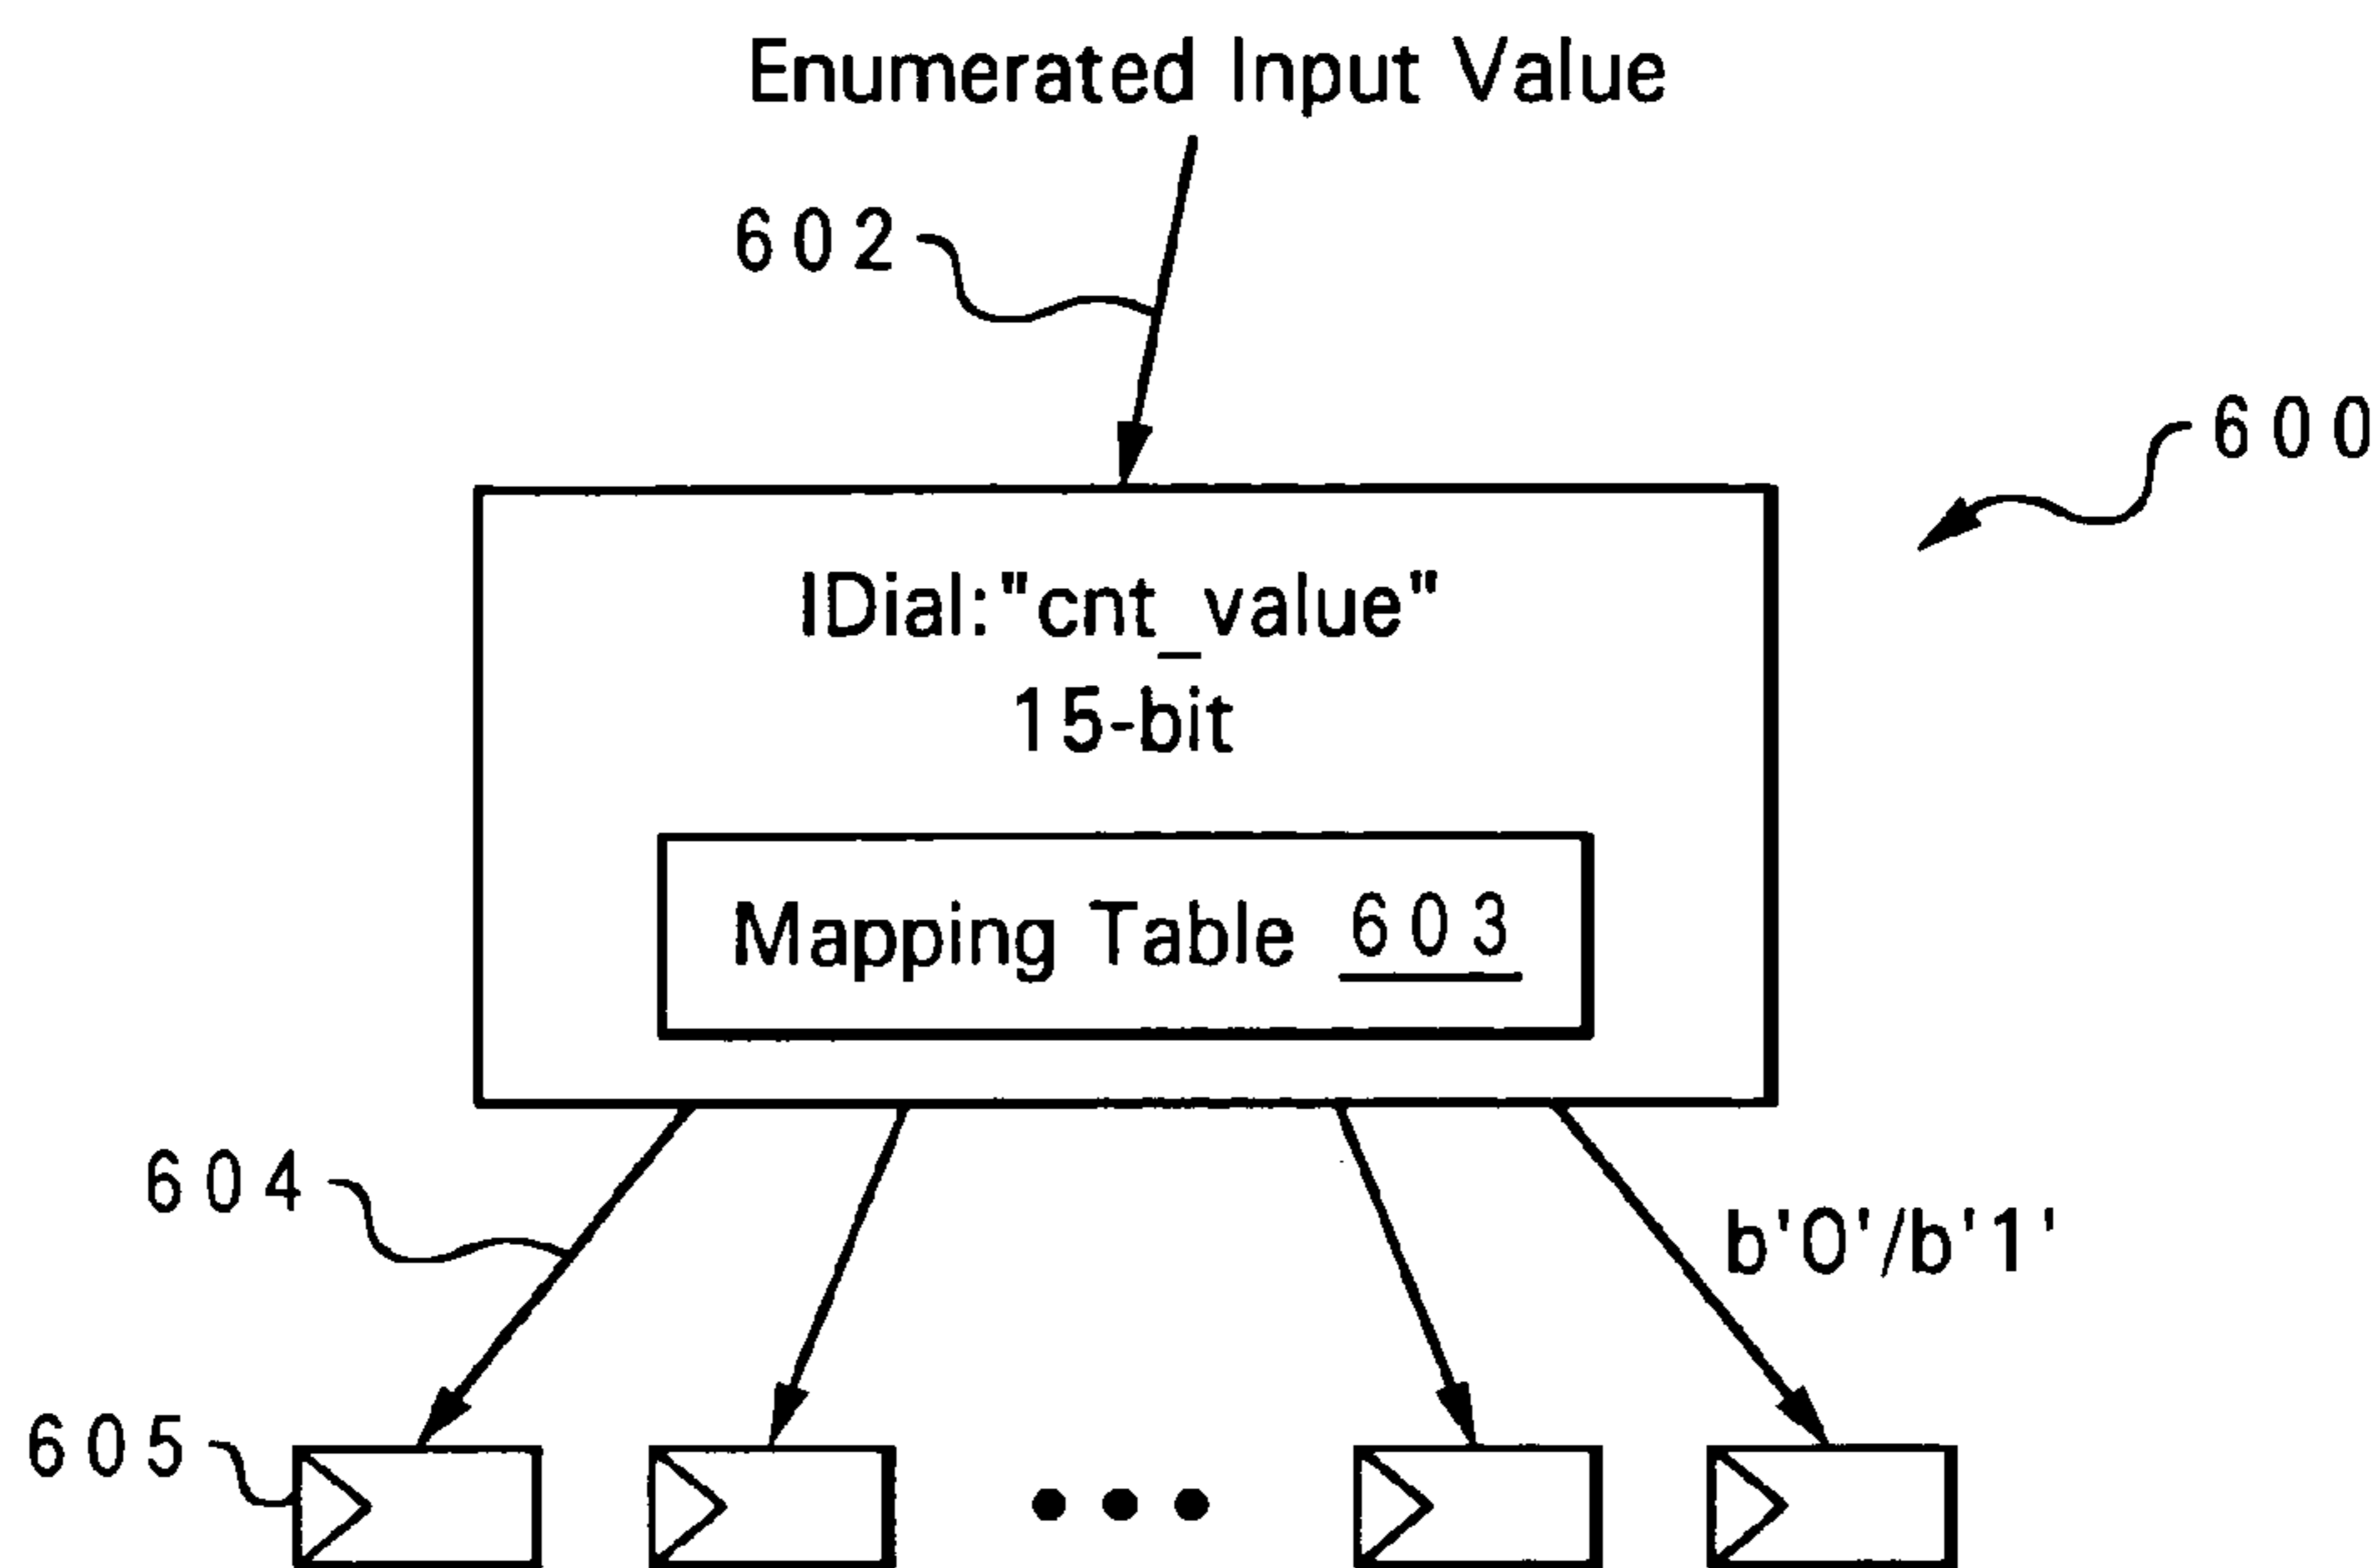 Enumerated Input Value
602
600
IDial:"cnt_value"
15-bit
Mapping Table 603
604
b'0'/b'1'
605